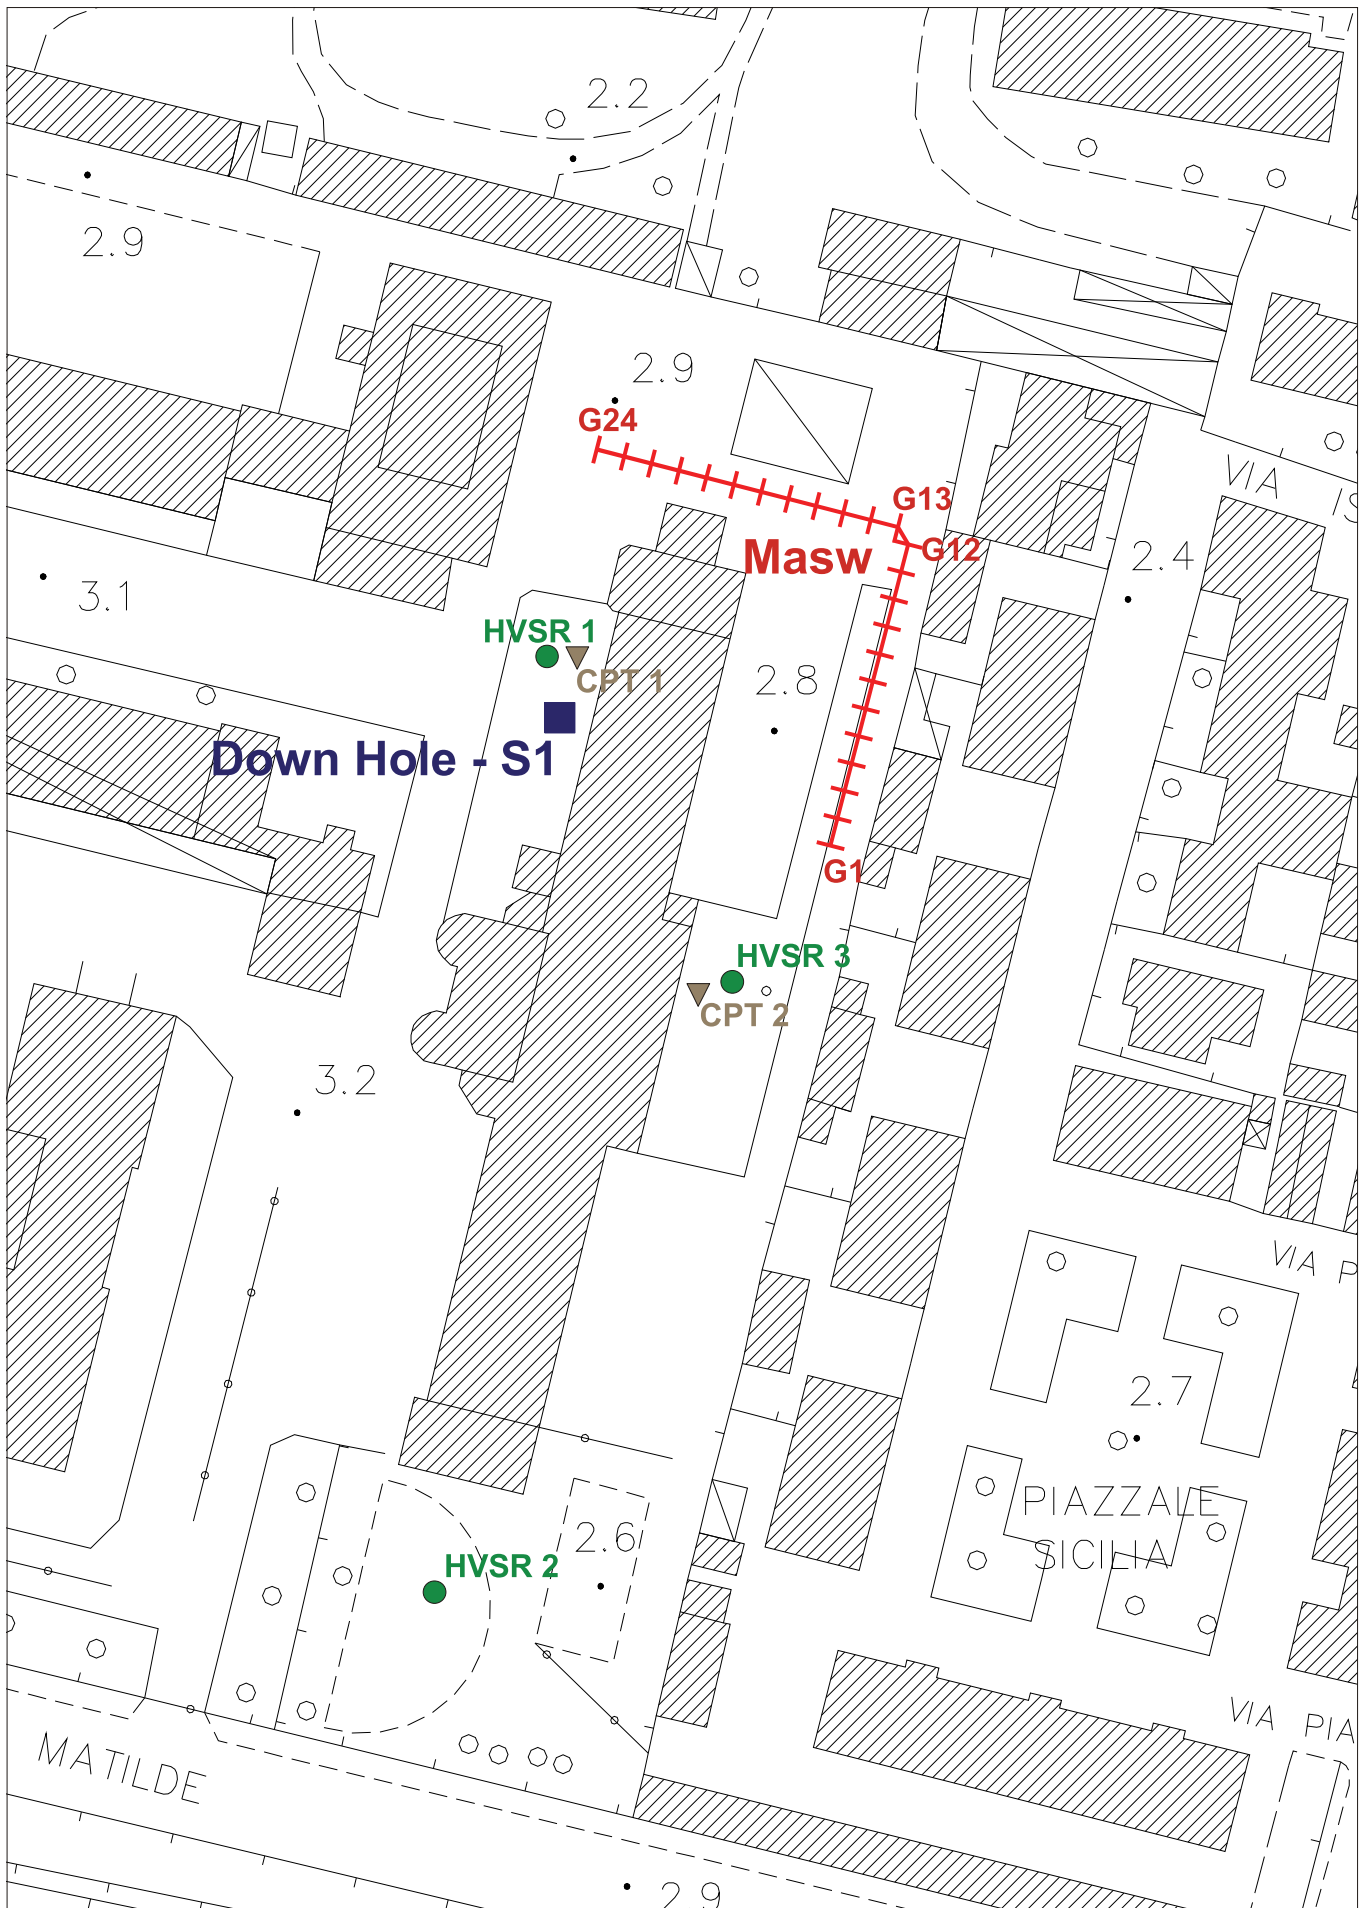 2.2
2.9
2.9
G24
VIA
IS
G13
Masw
G12
2.4
3.1
HVSR 1
CPT 1
2.8
Down Hole - S1
G1
HVSR 3
CPT 2
3.2
VIA P
2.7
PIAZZALE
SICILIA
2.6
HVSR 2
VIA PIA
MATILDE
2.9